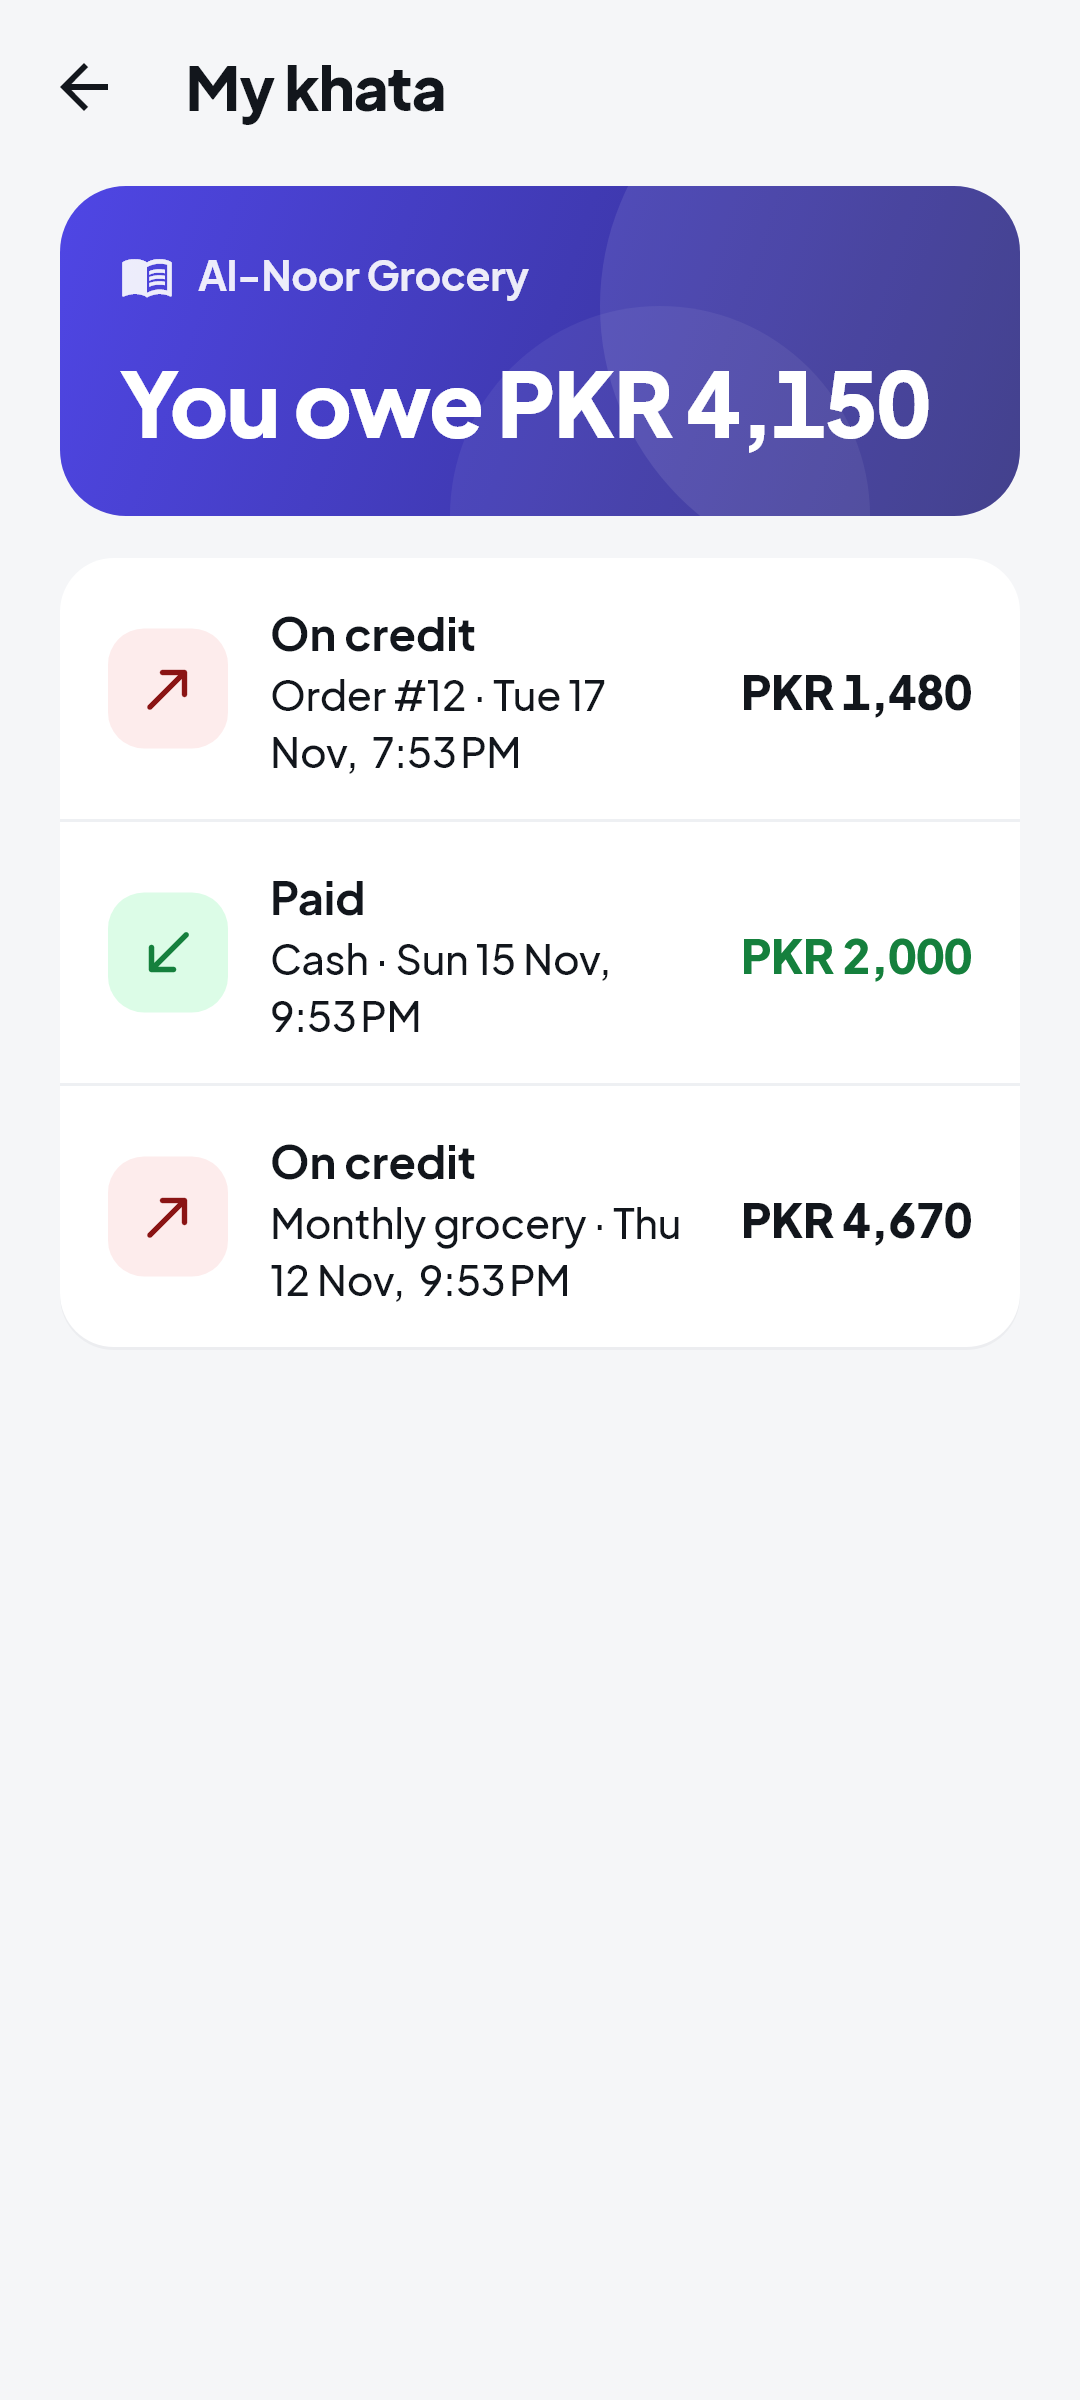 My khata
Al-Noor Grocery
You owe PKR 4,150
On credit
Order #12 · Tue 17
Nov, 7:53 PM
PKR 1,480
Paid
Cash · Sun 15 Nov,
9:53 PM
PKR 2,000
On credit
Monthly grocery · Thu
12 Nov, 9:53 PM
PKR 4,670